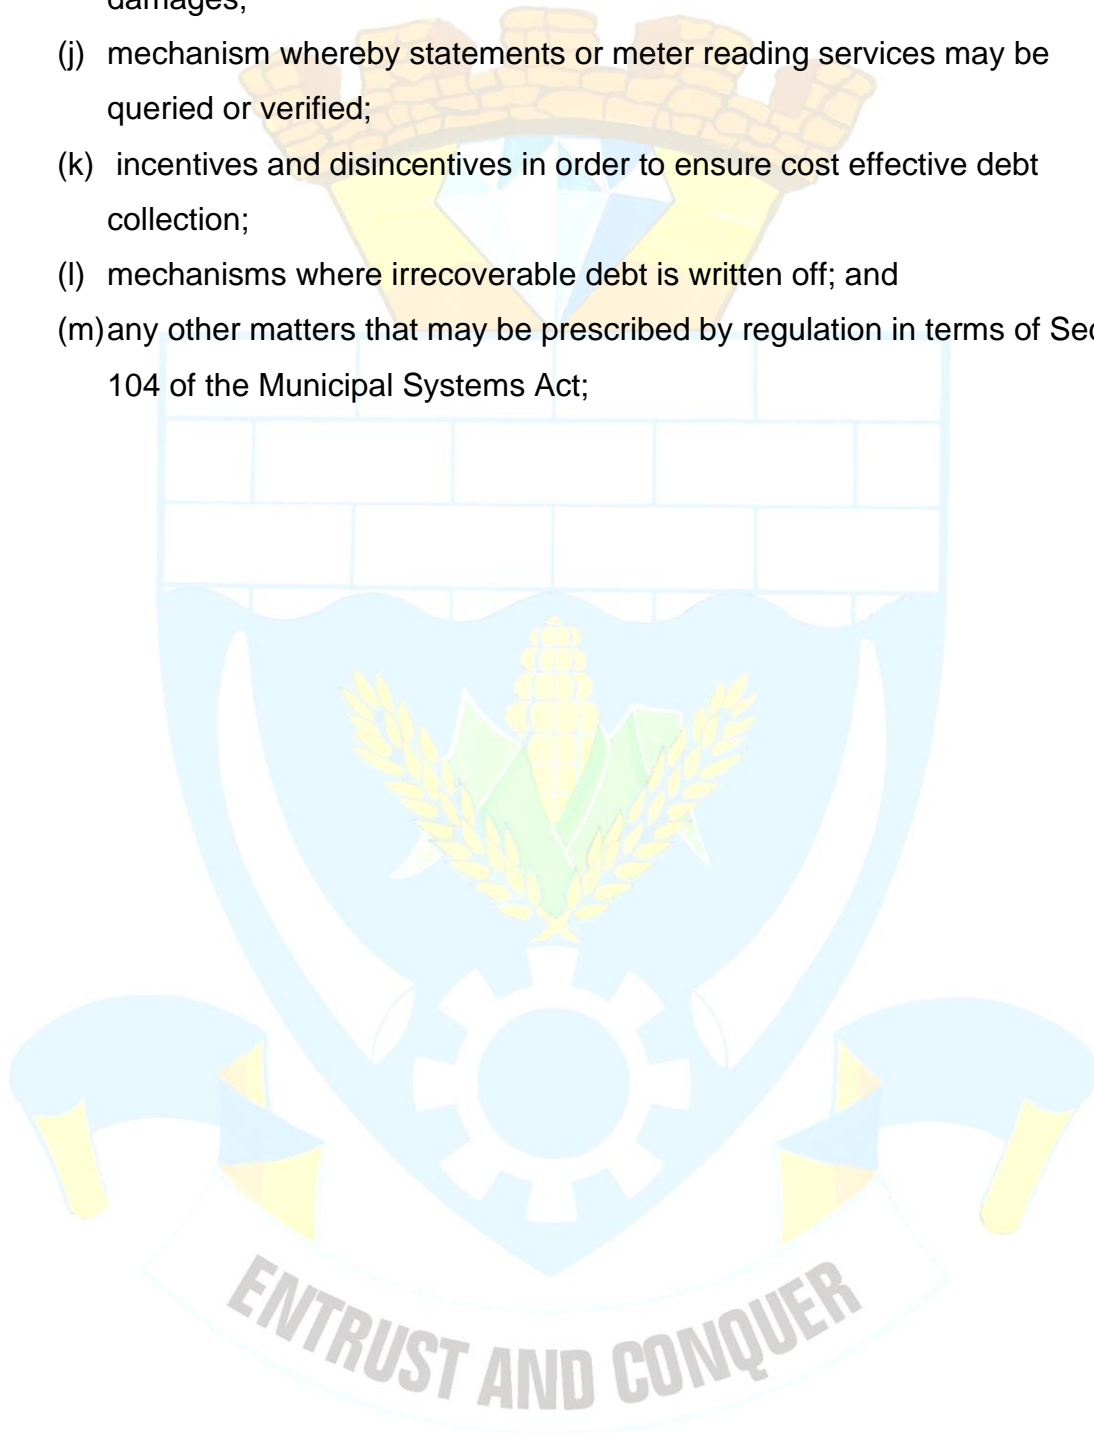 damages;
(j) mechanism whereby statements or meter reading services may be
queried or verified;
(k) incentives and disincentives in order to ensure cost effective debt
collection;
(l) mechanisms where irrecoverable debt is written off; and
(m) any other matters that may be prescribed by regulation in terms of
104 of the Municipal Systems Act;
ENTRUST AND CONQUER